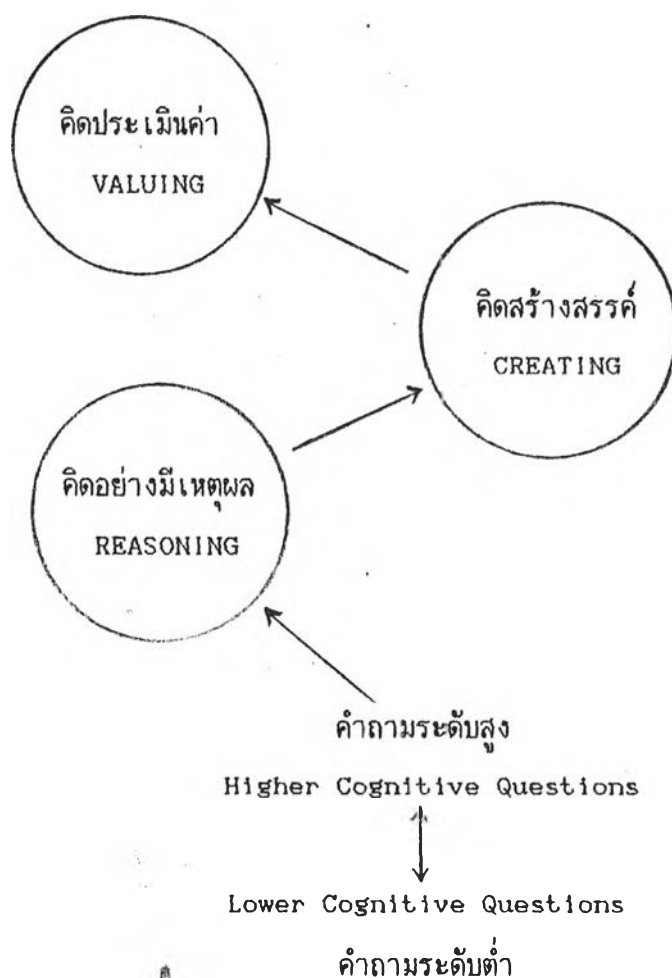 คิดประเมินค่า
VALUING
คิดสร้างสรรค์
CREATING
คิดอย่างมีเหตุผล
REASONING
คำถามระดับสูง
Higher Cognitive Questions
Lower Cognitive Questions
คำถามระดับต่ำ